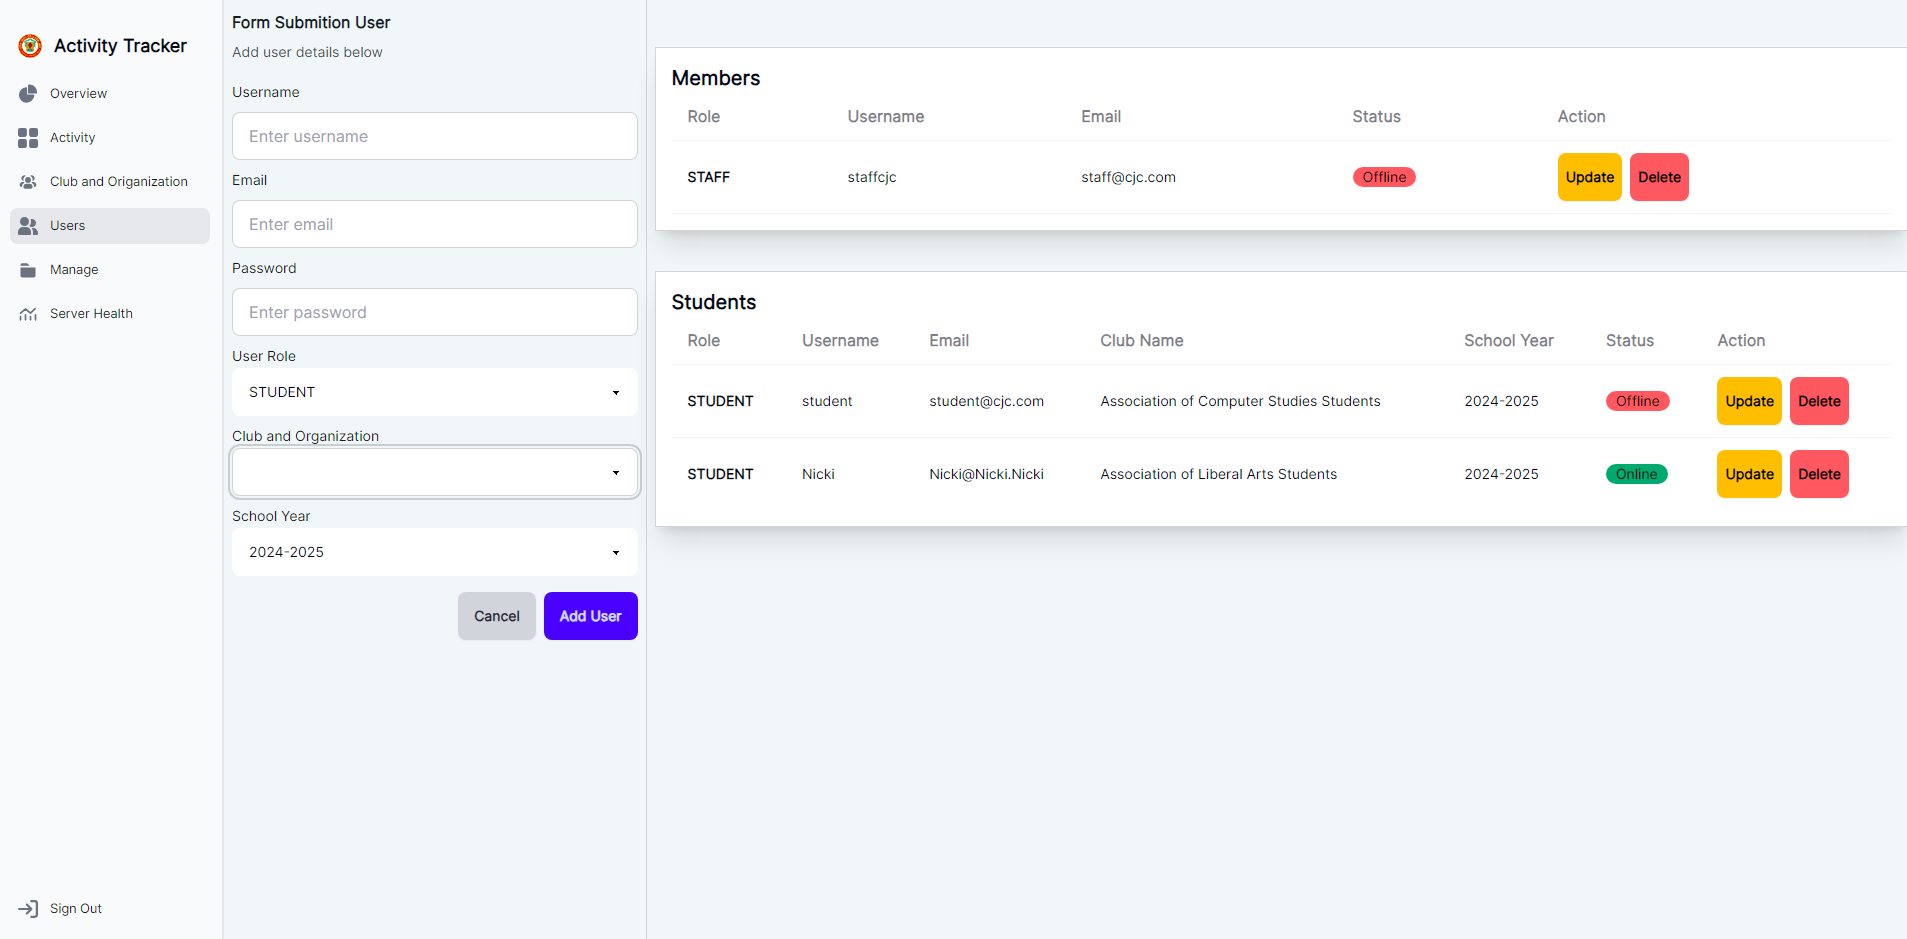 Activity Tracker
Overview
Activity
Club and Origanization
Users
Manage
Server Health
Sign Out
Form Submition User
Add user details below
Username
Enter username
Email
Enter email
Password
Enter password
User Role
STUDENT
Club and Organization
School Year
2024-2025
Cancel Add User
Members
Role Username Email Status Action
STAFF staffcjc staff@cjc.com Offline Update Delete
Students
Role Username Email Club Name School Year Status Action
STUDENT student student@cjc.com Association of Computer Studies Students 2024-2025 Offline Update Delete
STUDENT Nicki Nicki@Nicki.Nicki Association of Liberal Arts Students 2024-2025 Online Update Delete